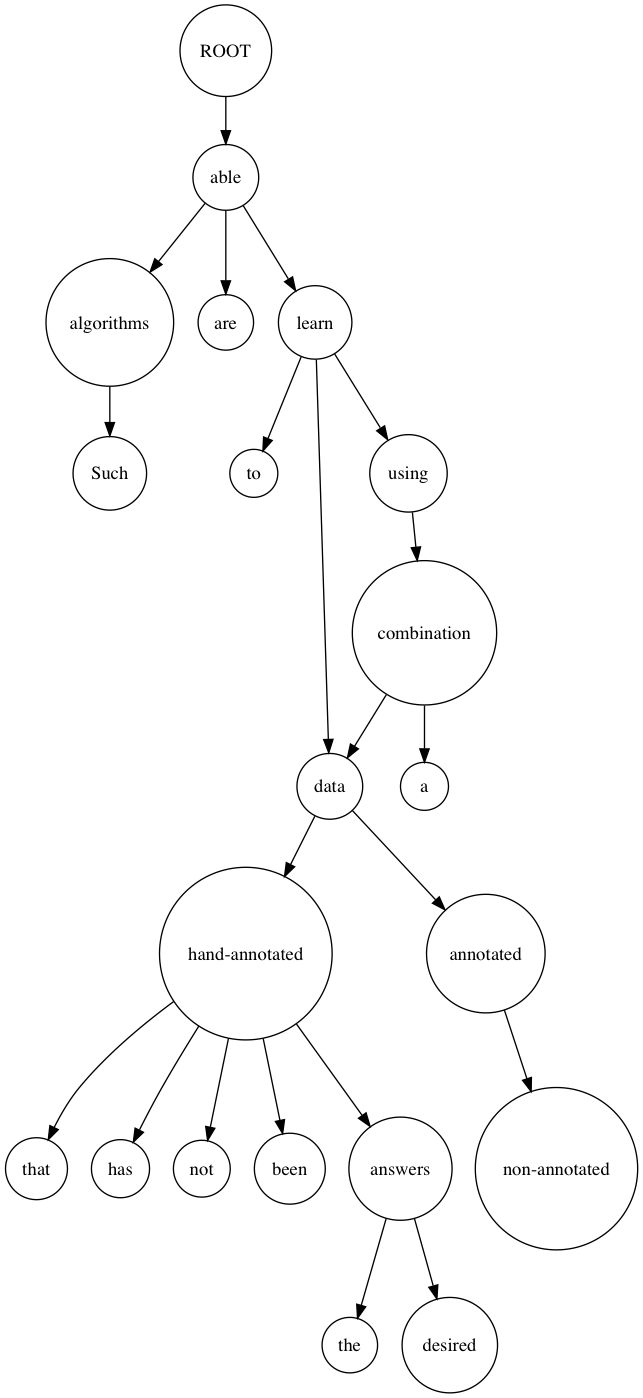 ROOT
able
algorithms
are
learn
Such
to
using
combination
data
a
hand-annotated
annotated
that
has
not
been
answers
non-annotated
the
desired